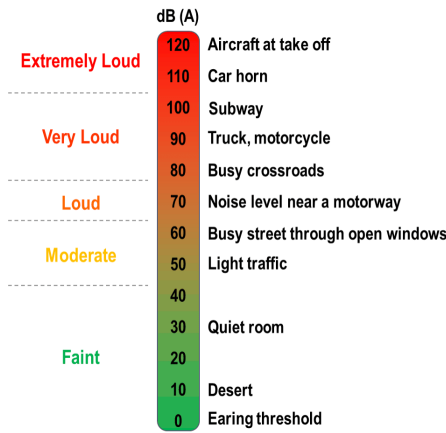 dB (A)
120 Aircraft at take off
Extremely Loud
110 Car horn
100 Subway
Very Loud
90 Truck, motorcycle
80 Busy crossroads
Loud
70 Noise level near a motorway
60 Busy street through open windows
Moderate
50 Light traffic
40
30 Quiet room
Faint
20
10 Desert
0 Earing threshold